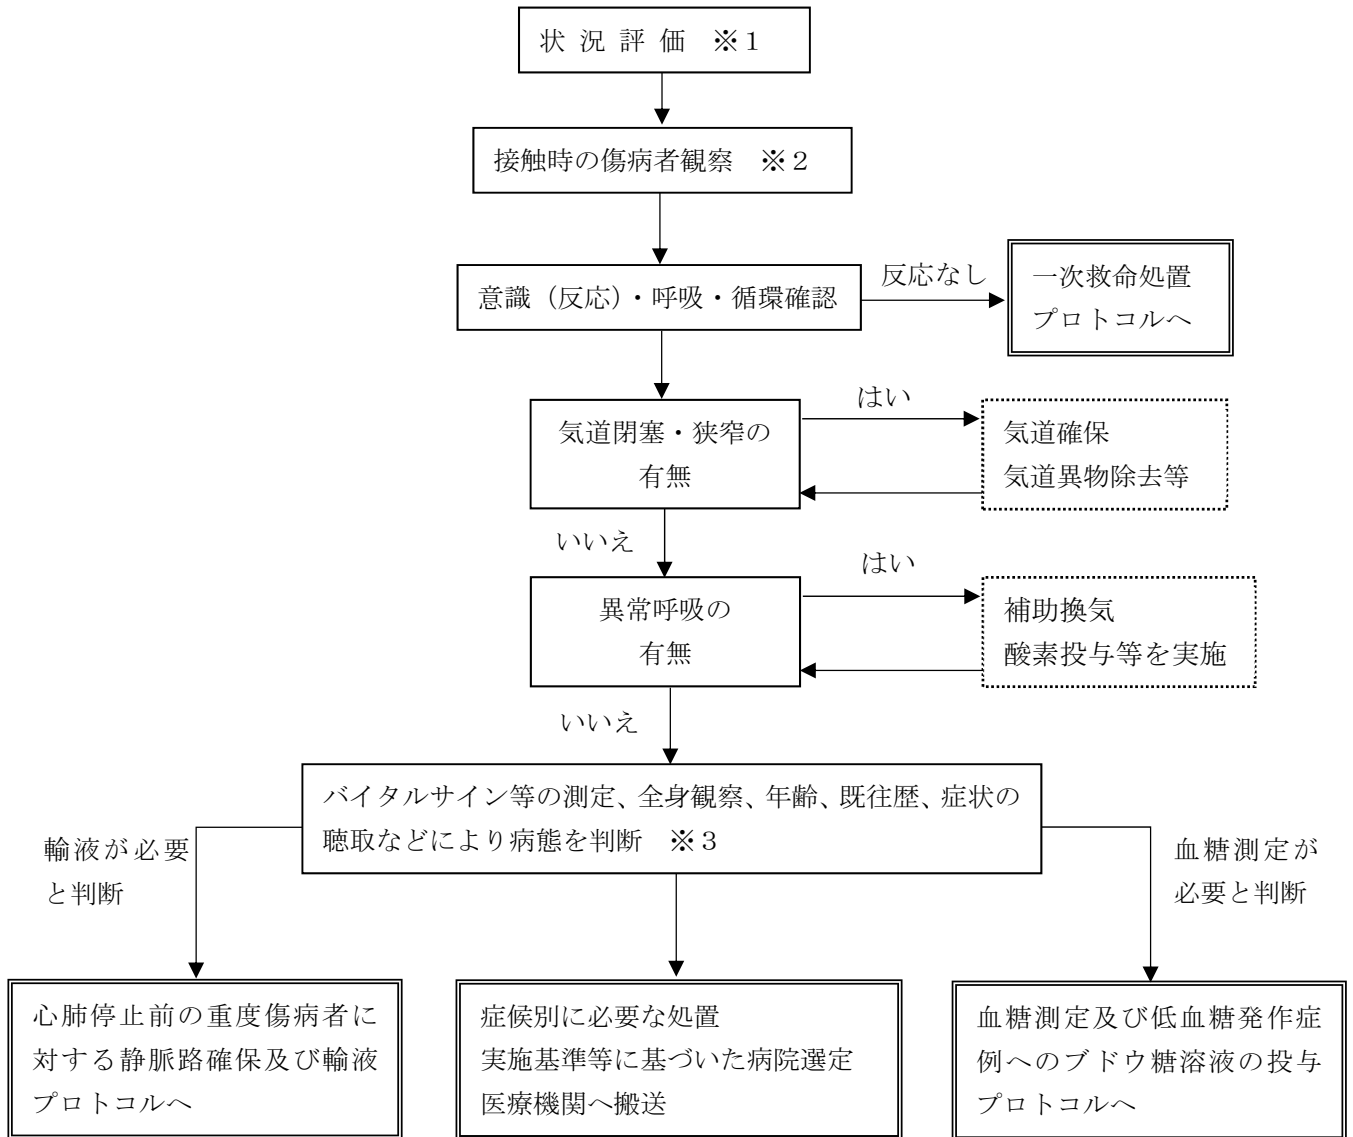 状況評価　※１
接触時の傷病者観察　※２
意識（反応）・呼吸・循環確認
反応なし
一次救命処置
プロトコルへ
気道閉塞・狭窄の
有無
はい
気道確保
気道異物除去等
いいえ
異常呼吸の
有無
はい
補助換気
酸素投与等を実施
いいえ
バイタルサイン等の測定、全身観察、年齢、既往歴、症状の
聴取などにより病態を判断　※３
輸液が必要
と判断
血糖測定が
必要と判断
心肺停止前の重度傷病者に
対する静脈路確保及び輸液
プロトコルへ
症候別に必要な処置
実施基準等に基づいた病院選定
医療機関へ搬送
血糖測定及び低血糖発作症
例へのブドウ糖溶液の投与
プロトコルへ